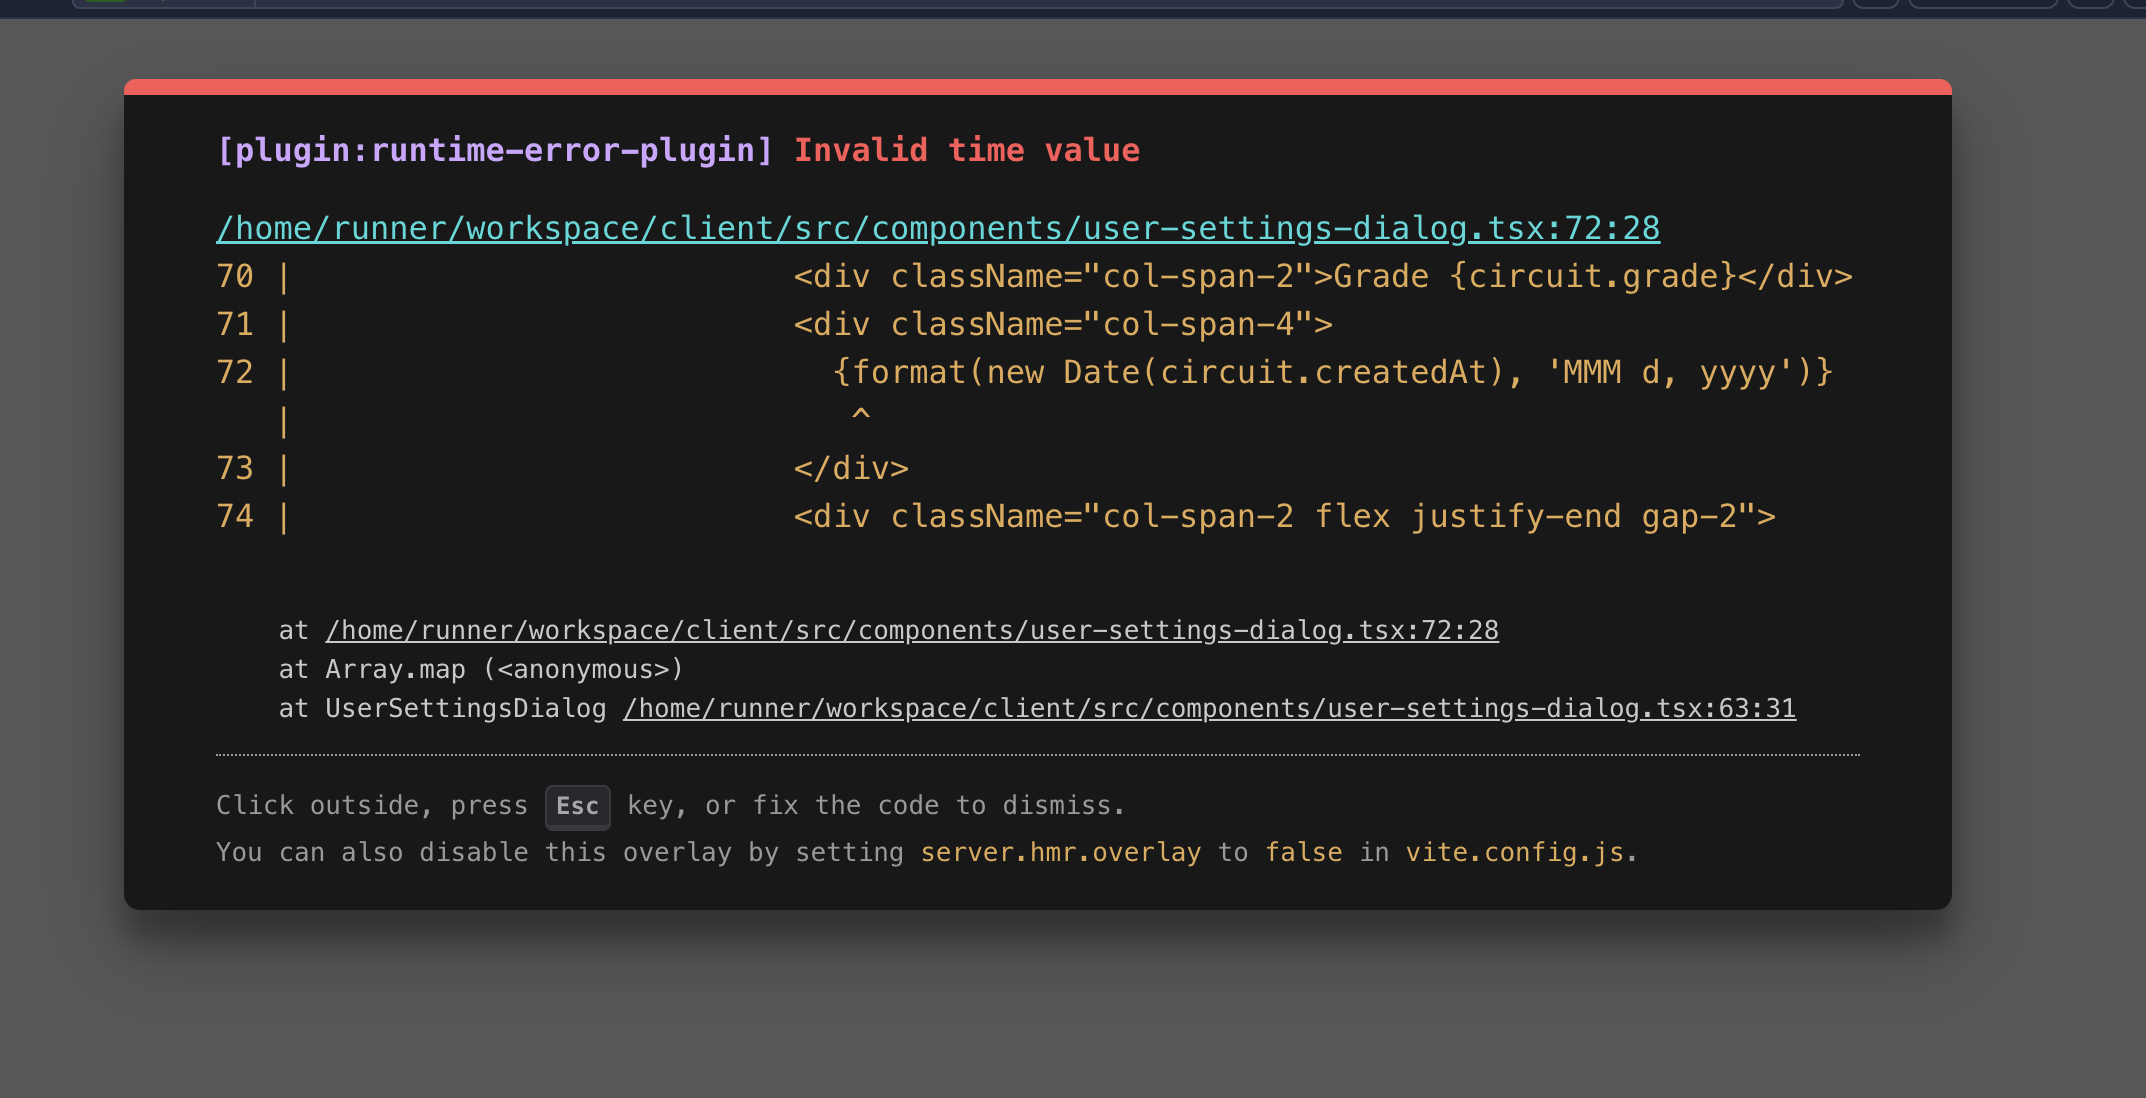 [plugin:runtime-error-plugin] Invalid time value
/home/runner/workspace/client/src/components/user-settings-dialog.tsx:72:28
70 |                          <div className="col-span-2">Grade {circuit.grade}</div>
71 |                          <div className="col-span-4">
72 |                            {format(new Date(circuit.createdAt), 'MMM d, yyyy')}
   |                             ^
73 |                          </div>
74 |                          <div className="col-span-2 flex justify-end gap-2">
at /home/runner/workspace/client/src/components/user-settings-dialog.tsx:72:28
at Array.map (<anonymous>)
at UserSettingsDialog /home/runner/workspace/client/src/components/user-settings-dialog.tsx:63:31
Click outside, press Esc key, or fix the code to dismiss.
You can also disable this overlay by setting server.hmr.overlay to false in vite.config.js.